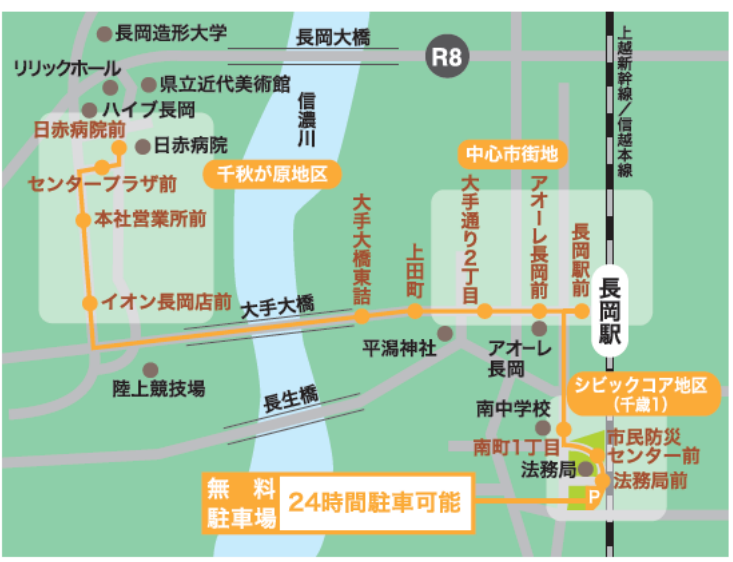 長岡造形大学
長岡大橋
R8
上越新幹線／信越本線
リリックホール
県立近代美術館
信濃川
ハイブ長岡
日赤病院前
日赤病院
千秋が原地区
中心市街地
センタープラザ前
大手大橋東詰
上田町
大手通り2丁目
アオーレ長岡前
長岡駅前
本社営業所前
長岡駅
イオン長岡店前
大手大橋
平潟神社
アオーレ
長岡
陸上競技場
長生橋
シビックコア地区
(千歳1)
南中学校
南町1丁目
市民防災
センター前
法務局
法務局前
P
無料
駐車場
24時間駐車可能